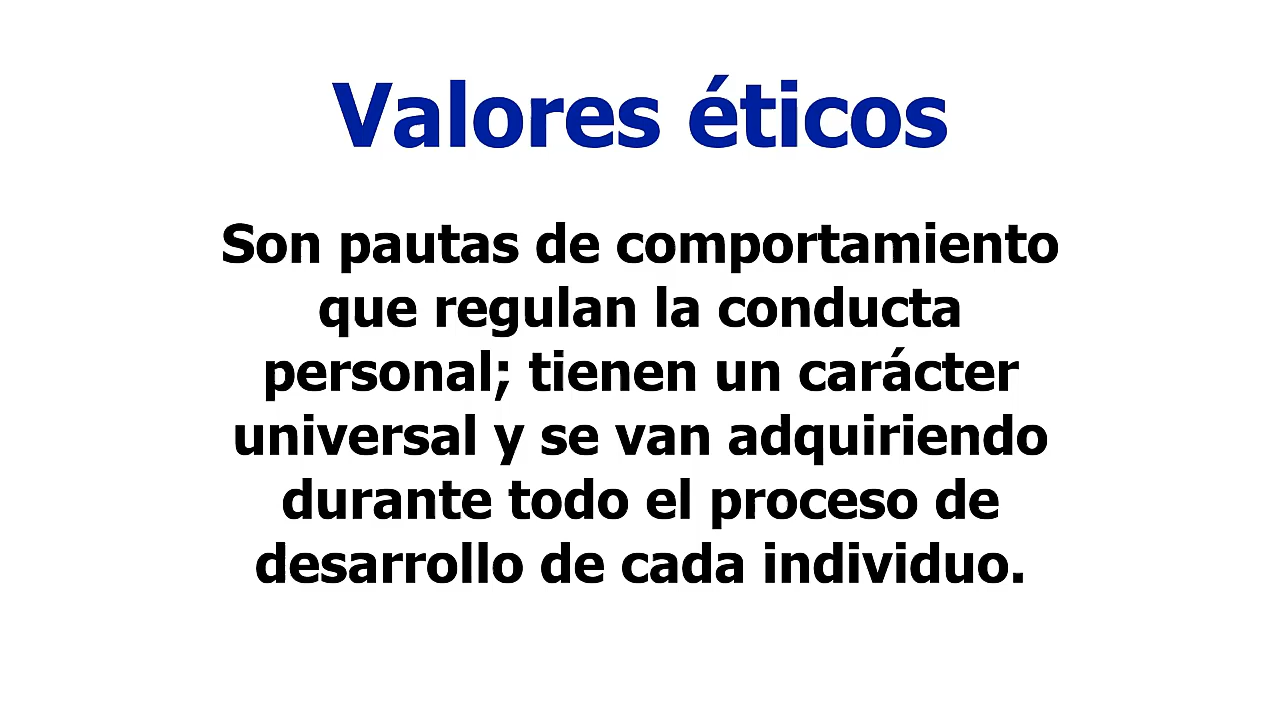 Valores éticos
Son pautas de comportamiento
que regulan la conducta
personal; tienen un carácter
universal y se van adquiriendo
durante todo el proceso de
desarrollo de cada individuo.